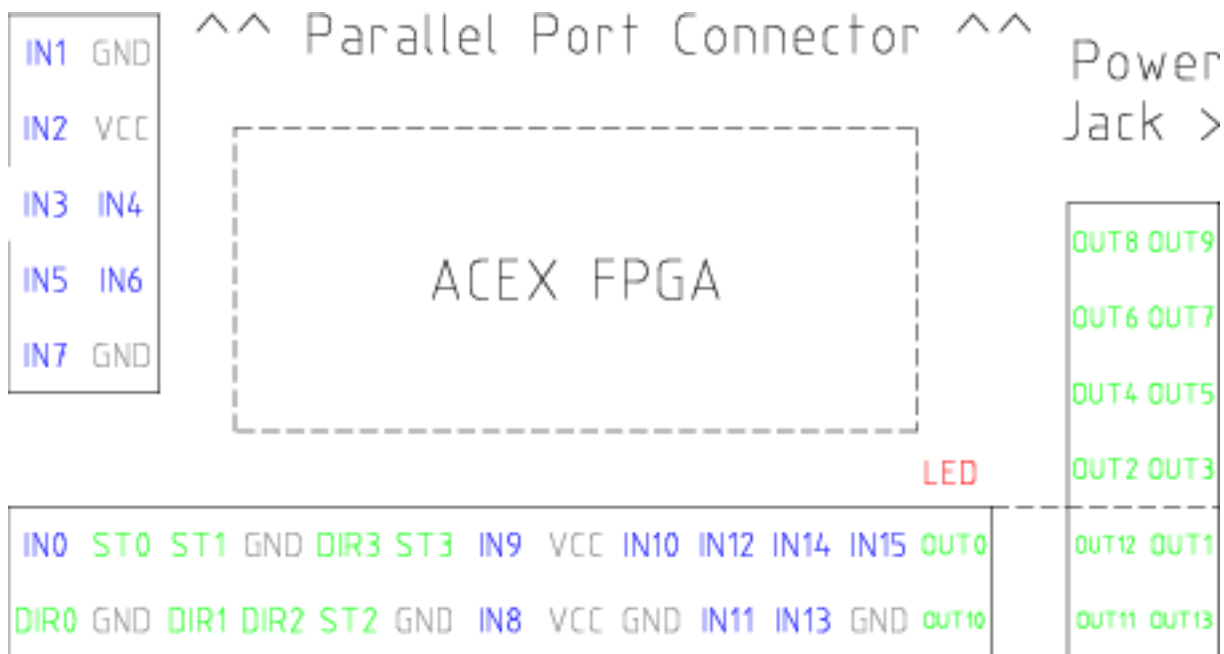 ^^ Parallel Port Connector ^^
Power
Jack >
IN1 GND
IN2 VCC
IN3 IN4
IN5 IN6
IN7 GND
ACEX FPGA
OUT8 OUT9
OUT6 OUT7
OUT4 OUT5
OUT2 OUT3
OUT12 OUT1
OUT11 OUT13
LED
IN0 ST0 ST1 GND DIR3 ST3 IN9 VCC IN10 IN12 IN14 IN15 OUT0
DIR0 GND DIR1 DIR2 ST2 GND IN8 VCC GND IN11 IN13 GND OUT10